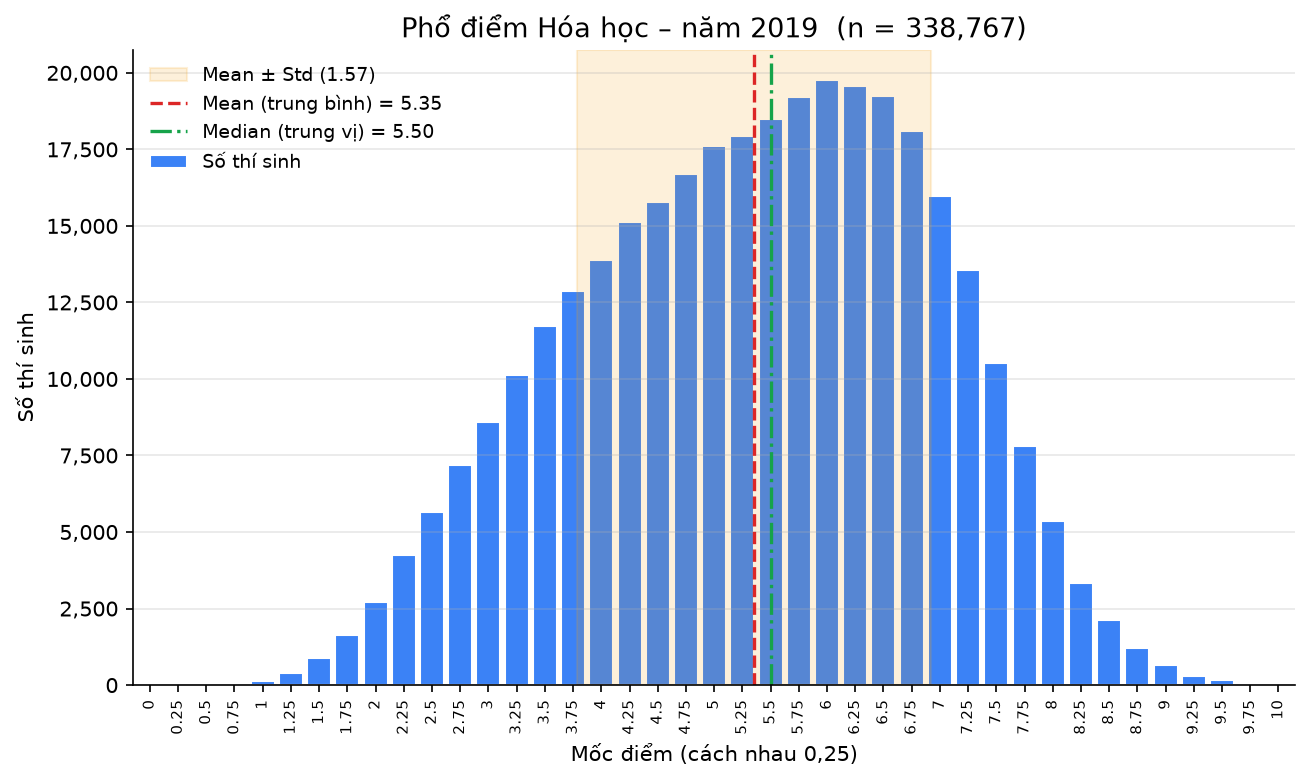 Phổ điểm Hóa học – năm 2019 (n = 338,767)
Mean ± Std (1.57)
Mean (trung bình) = 5.35
Median (trung vị) = 5.50
Số thí sinh
20,000
17,500
15,000
12,500
10,000
7,500
5,000
2,500
0
Số thí sinh
0 0.25 0.5 0.75 1 1.25 1.5 1.75 2 2.25 2.5 2.75 3 3.25 3.5 3.75 4 4.25 4.5 4.75 5 5.25 5.5 5.75 6 6.25 6.5 6.75 7 7.25 7.5 7.75 8 8.25 8.5 8.75 9 9.25 9.5 9.75 10
Mốc điểm (cách nhau 0,25)